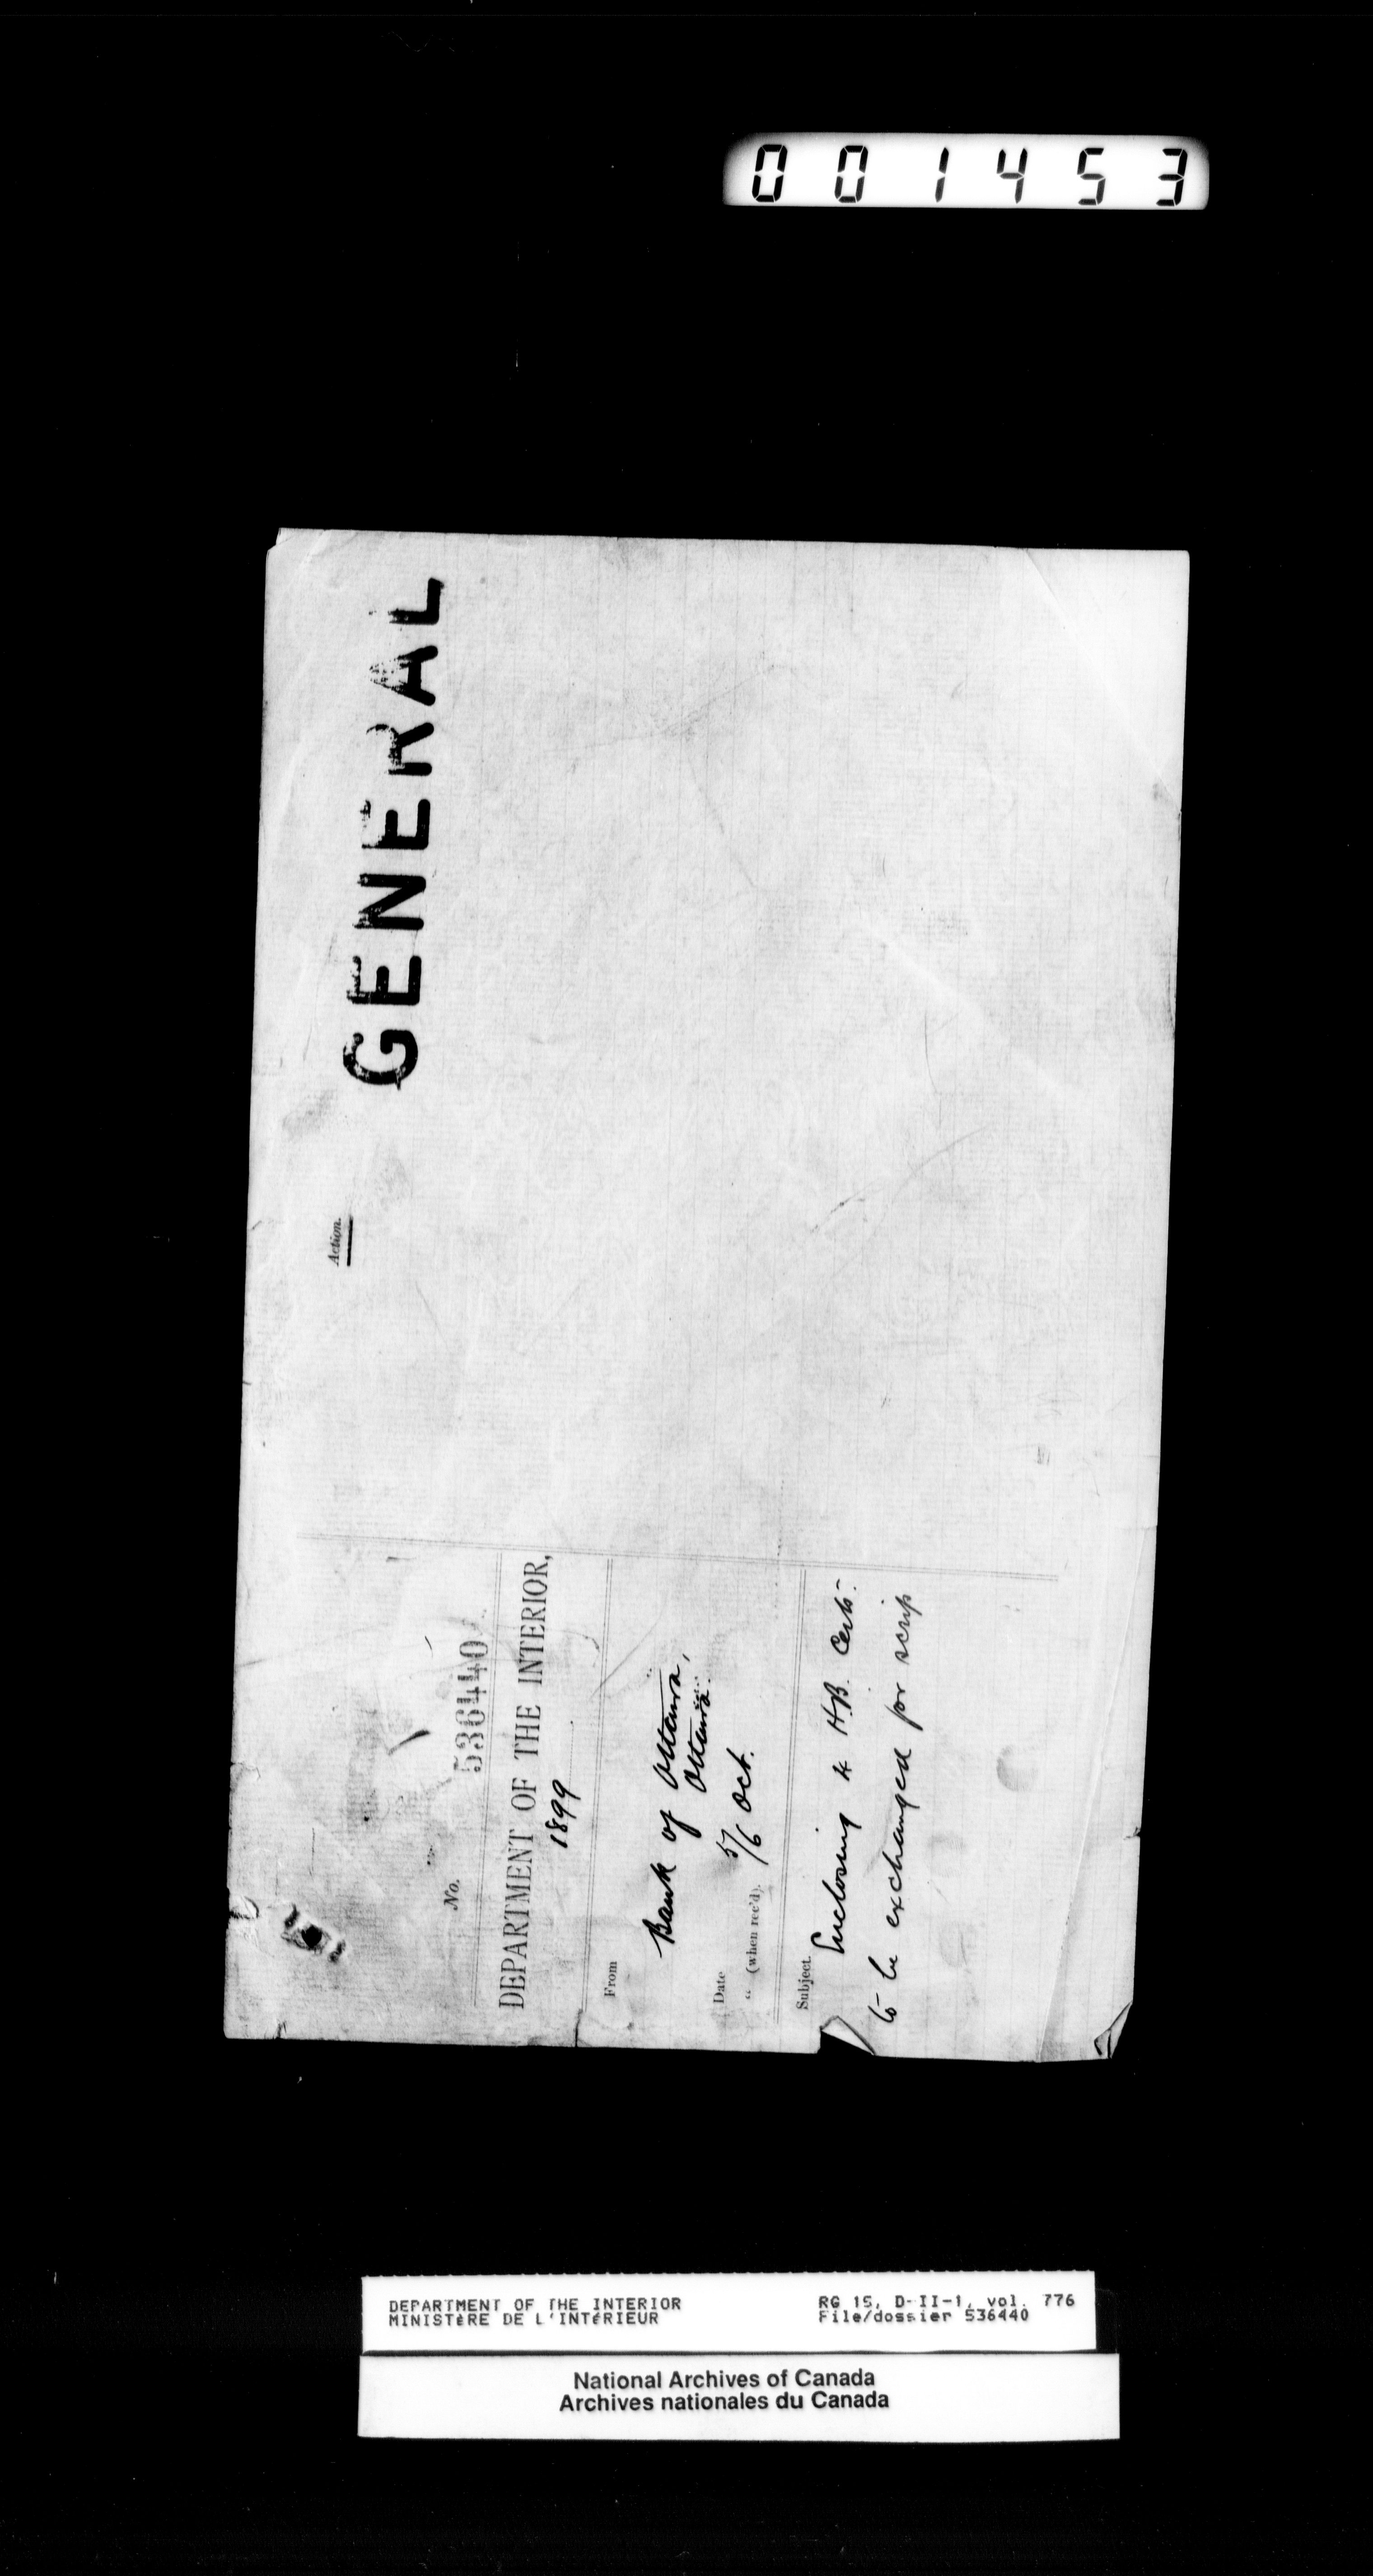 001453
Action.
GENERAL
No. 536440
DEPARTMENT OF THE INTERIOR,
1899
From
Bank of Ottawa,
Ottawa.
Date 5/
" (when rec'd). /6 Oct.
Subject.
Enclosing 4 H.B. Certs.
to be exchanged for scrip
DEPARTMENT OF THE INTERIOR
MINISTÈRE DE L'INTÉRIEUR
RG 15, D-II-1, vol. 776
File/dossier 536440
National Archives of Canada
Archives nationales du Canada